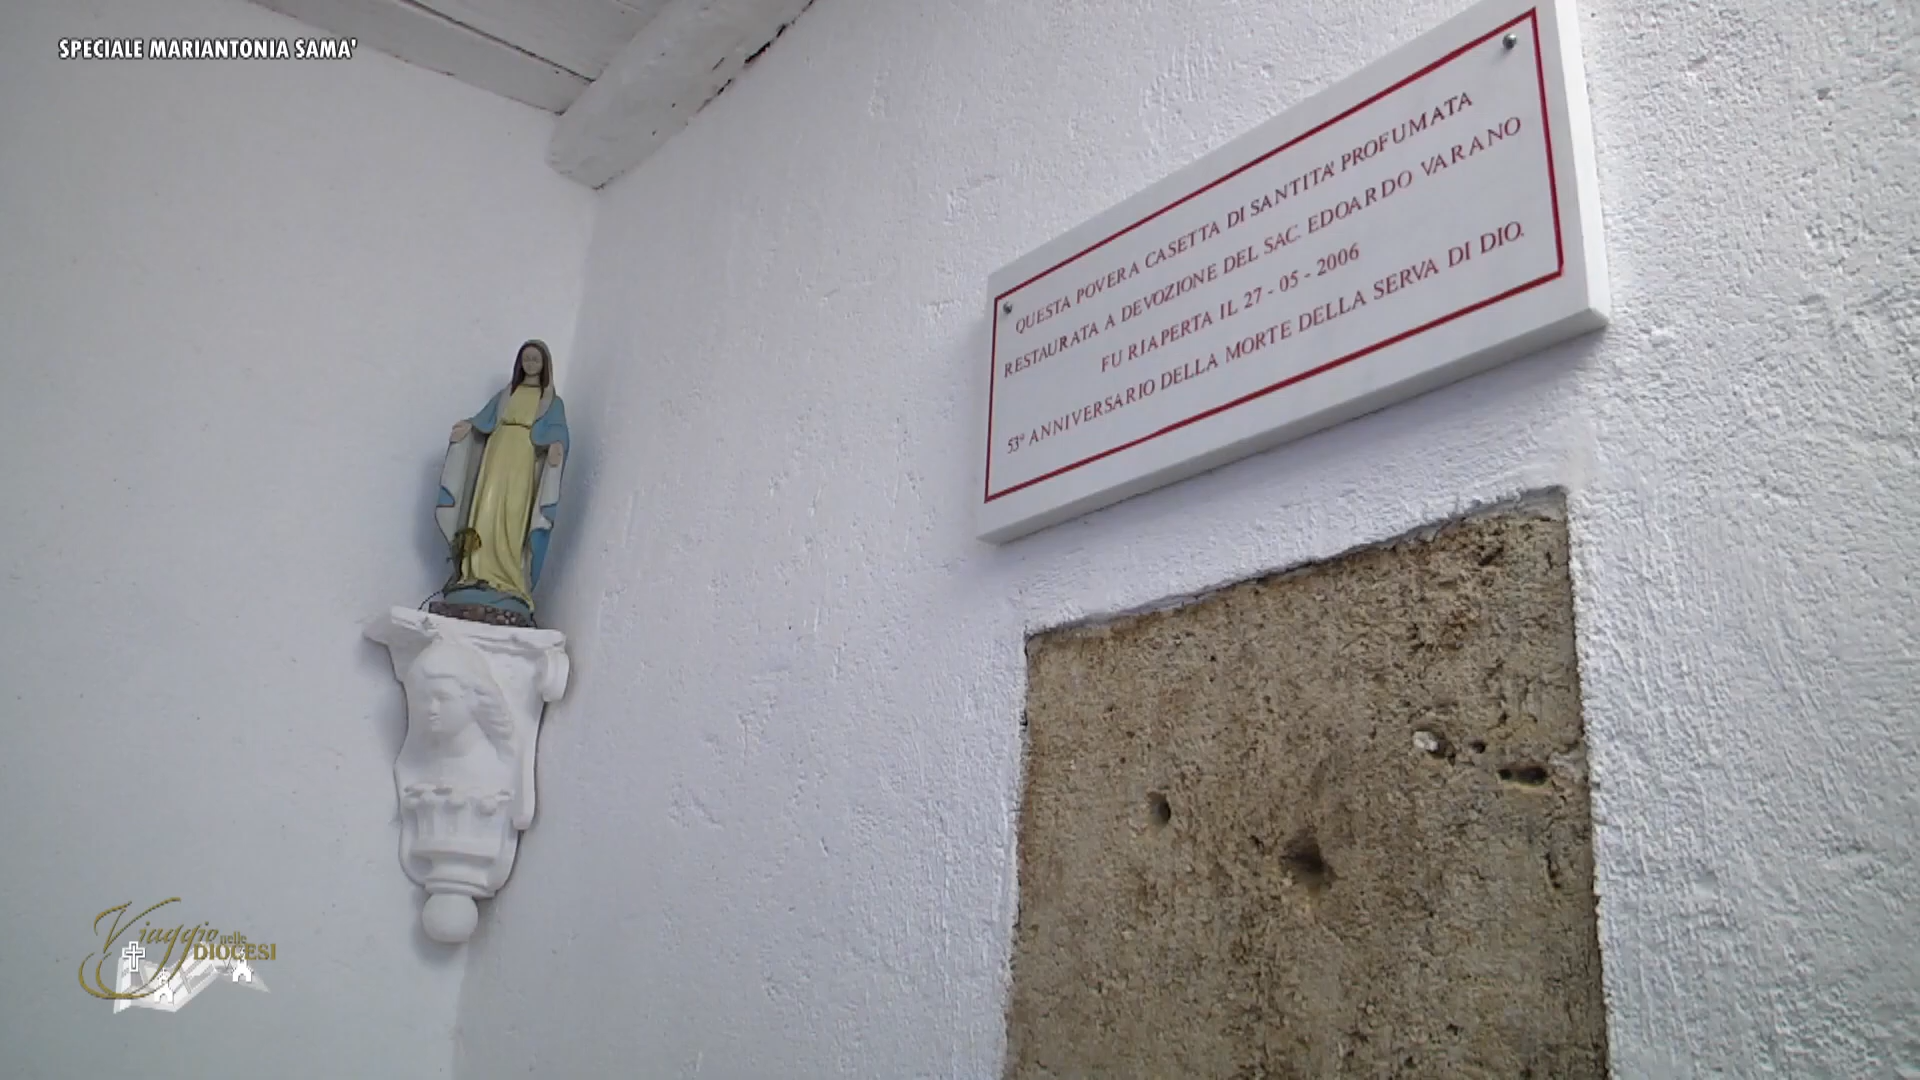 SPECIALE MARIANTONIA SAMA'
QUESTA POVERA CASETTA DI SANTITA' PROFUMATA
RESTAURATA A DEVOZIONE DEL SAC. EDOARDO VARANO
FU RIAPERTA IL 27 - 05 - 2006
53° ANNIVERSARIO DELLA MORTE DELLA SERVA DI DIO.
Viaggio nelle
DIOCESI